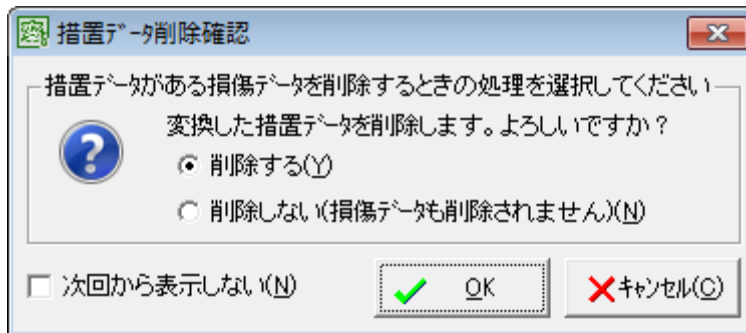 措置ﾃﾞｰﾀ削除確認
措置ﾃﾞｰﾀがある損傷ﾃﾞｰﾀを削除するときの処理を選択してください
変換した措置ﾃﾞｰﾀを削除します。よろしいですか？
削除する(Y)
削除しない(損傷ﾃﾞｰﾀも削除されません)(N)
次回から表示しない(N)
OK
ｷｬﾝｾﾙ(C)